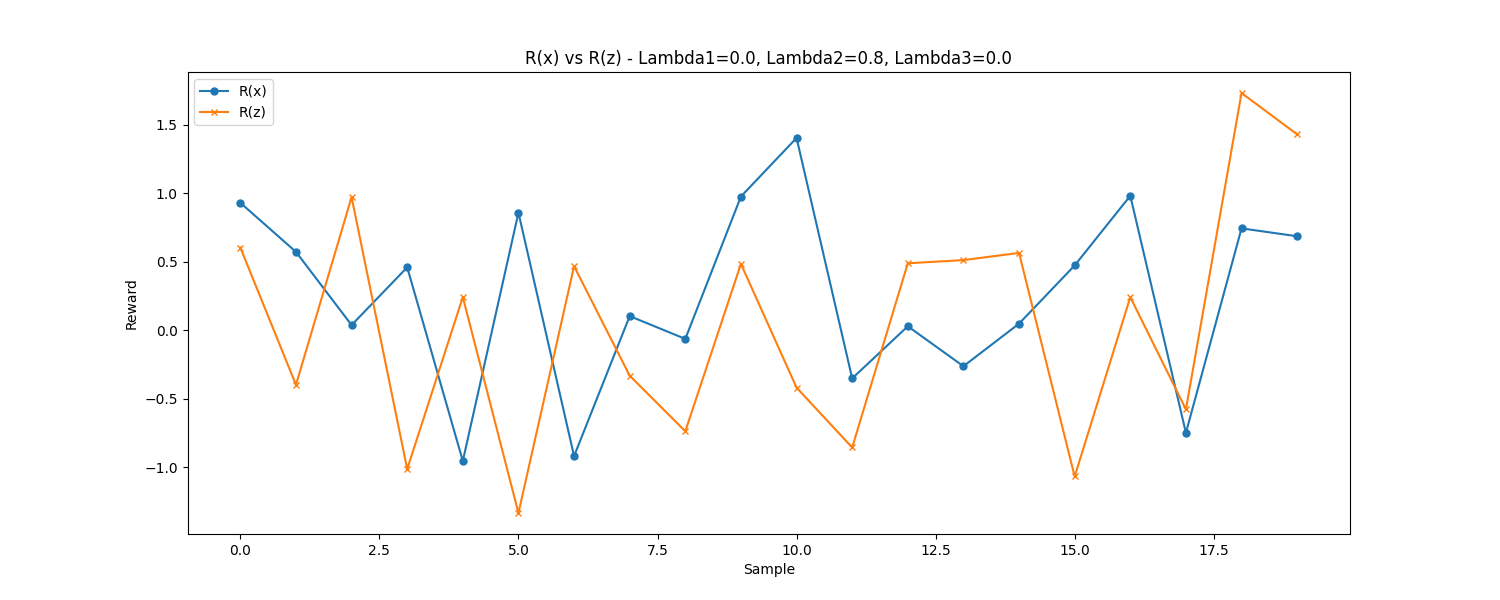 R(x) vs R(z) - Lambda1=0.0, Lambda2=0.8, Lambda3=0.0
R(x)
R(z)
Reward
1.5
1.0
0.5
0.0
−0.5
−1.0
0.0 2.5 5.0 7.5 10.0 12.5 15.0 17.5
Sample